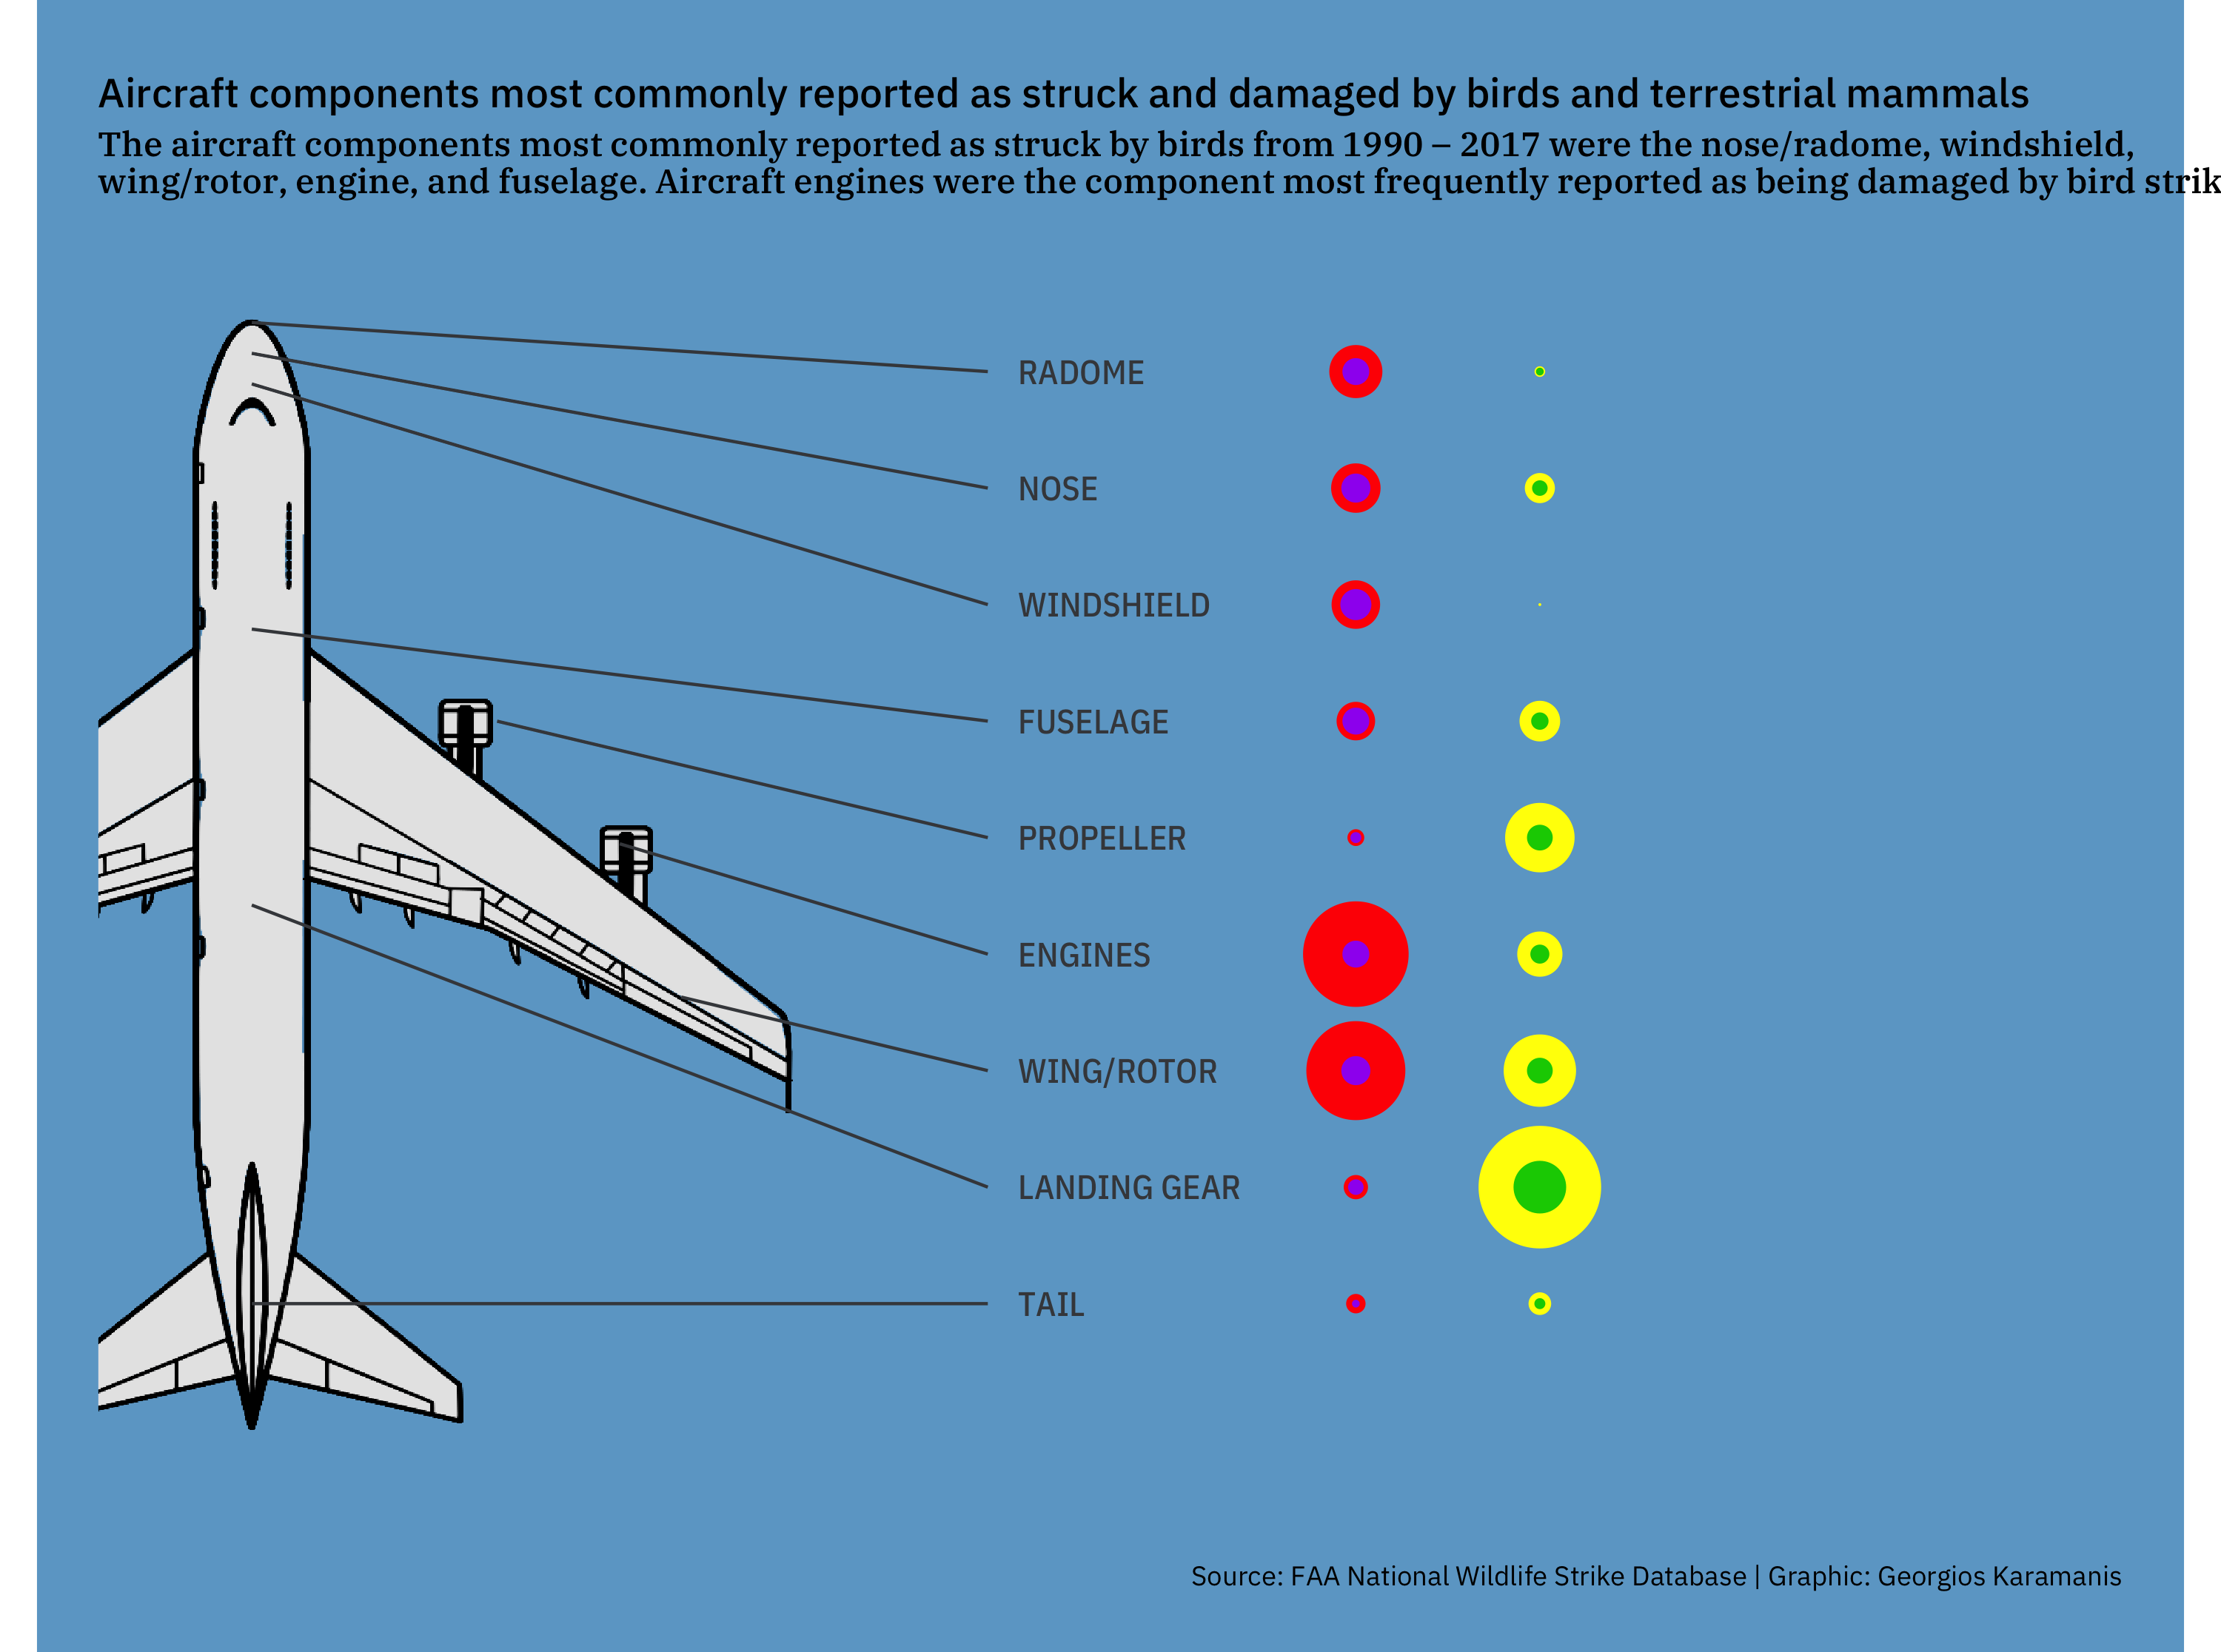 Aircraft components most commonly reported as struck and damaged by birds and terrestrial mammals
The aircraft components most commonly reported as struck by birds from 1990 – 2017 were the nose/radome, windshield,
wing/rotor, engine, and fuselage. Aircraft engines were the component most frequently reported as being damaged by bird strik
RADOME
NOSE
WINDSHIELD
FUSELAGE
PROPELLER
ENGINES
WING/ROTOR
LANDING GEAR
TAIL
Source: FAA National Wildlife Strike Database | Graphic: Georgios Karamanis